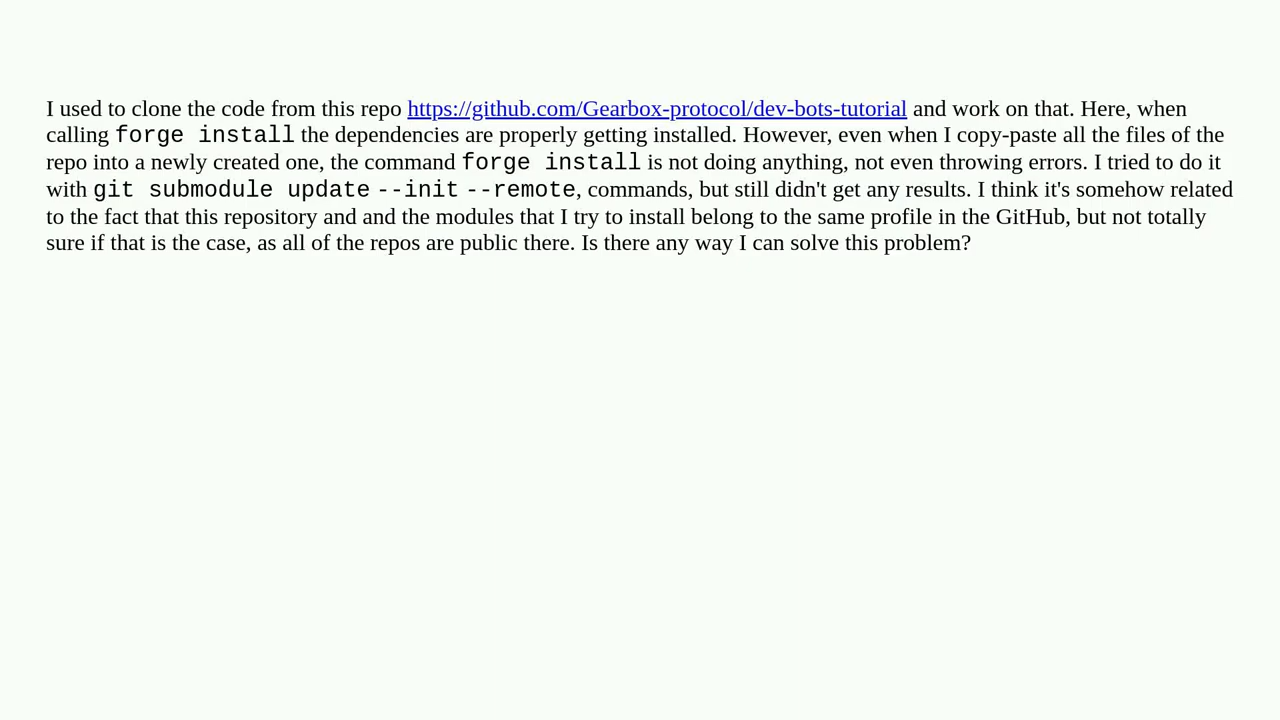 I used to clone the code from this repo https://github.com/Gearbox-protocol/dev-bots-tutorial and work on that. Here, when
calling forge install the dependencies are properly getting installed. However, even when I copy-paste all the files of the
repo into a newly created one, the command forge install is not doing anything, not even throwing errors. I tried to do it
with git submodule update --init --remote, commands, but still didn't get any results. I think it's somehow related
to the fact that this repository and and the modules that I try to install belong to the same profile in the GitHub, but not totally
sure if that is the case, as all of the repos are public there. Is there any way I can solve this problem?